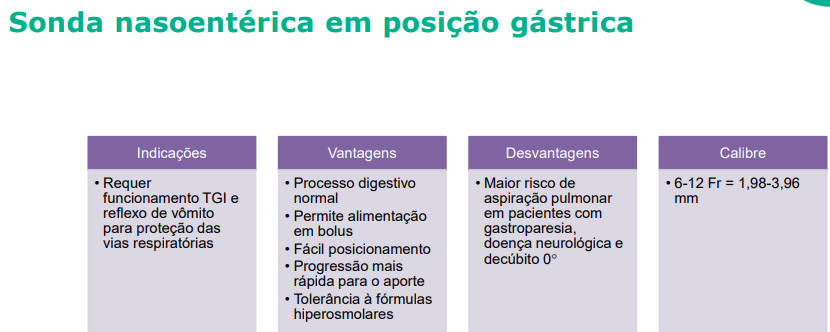 Sonda nasoentérica em posição gástrica
Indicações
• Requer
funcionamento TGI e
reflexo de vômito
para proteção das
vias respiratórias
Vantagens
• Processo digestivo
normal
• Permite alimentação
em bolus
• Fácil posicionamento
• Progressão mais
rápida para o aporte
• Tolerância à fórmulas
hiperosmolares
Desvantagens
• Maior risco de
aspiração pulmonar
em pacientes com
gastroparesia,
doença neurológica e
decúbito 0°
Calibre
• 6-12 Fr = 1,98-3,96
mm